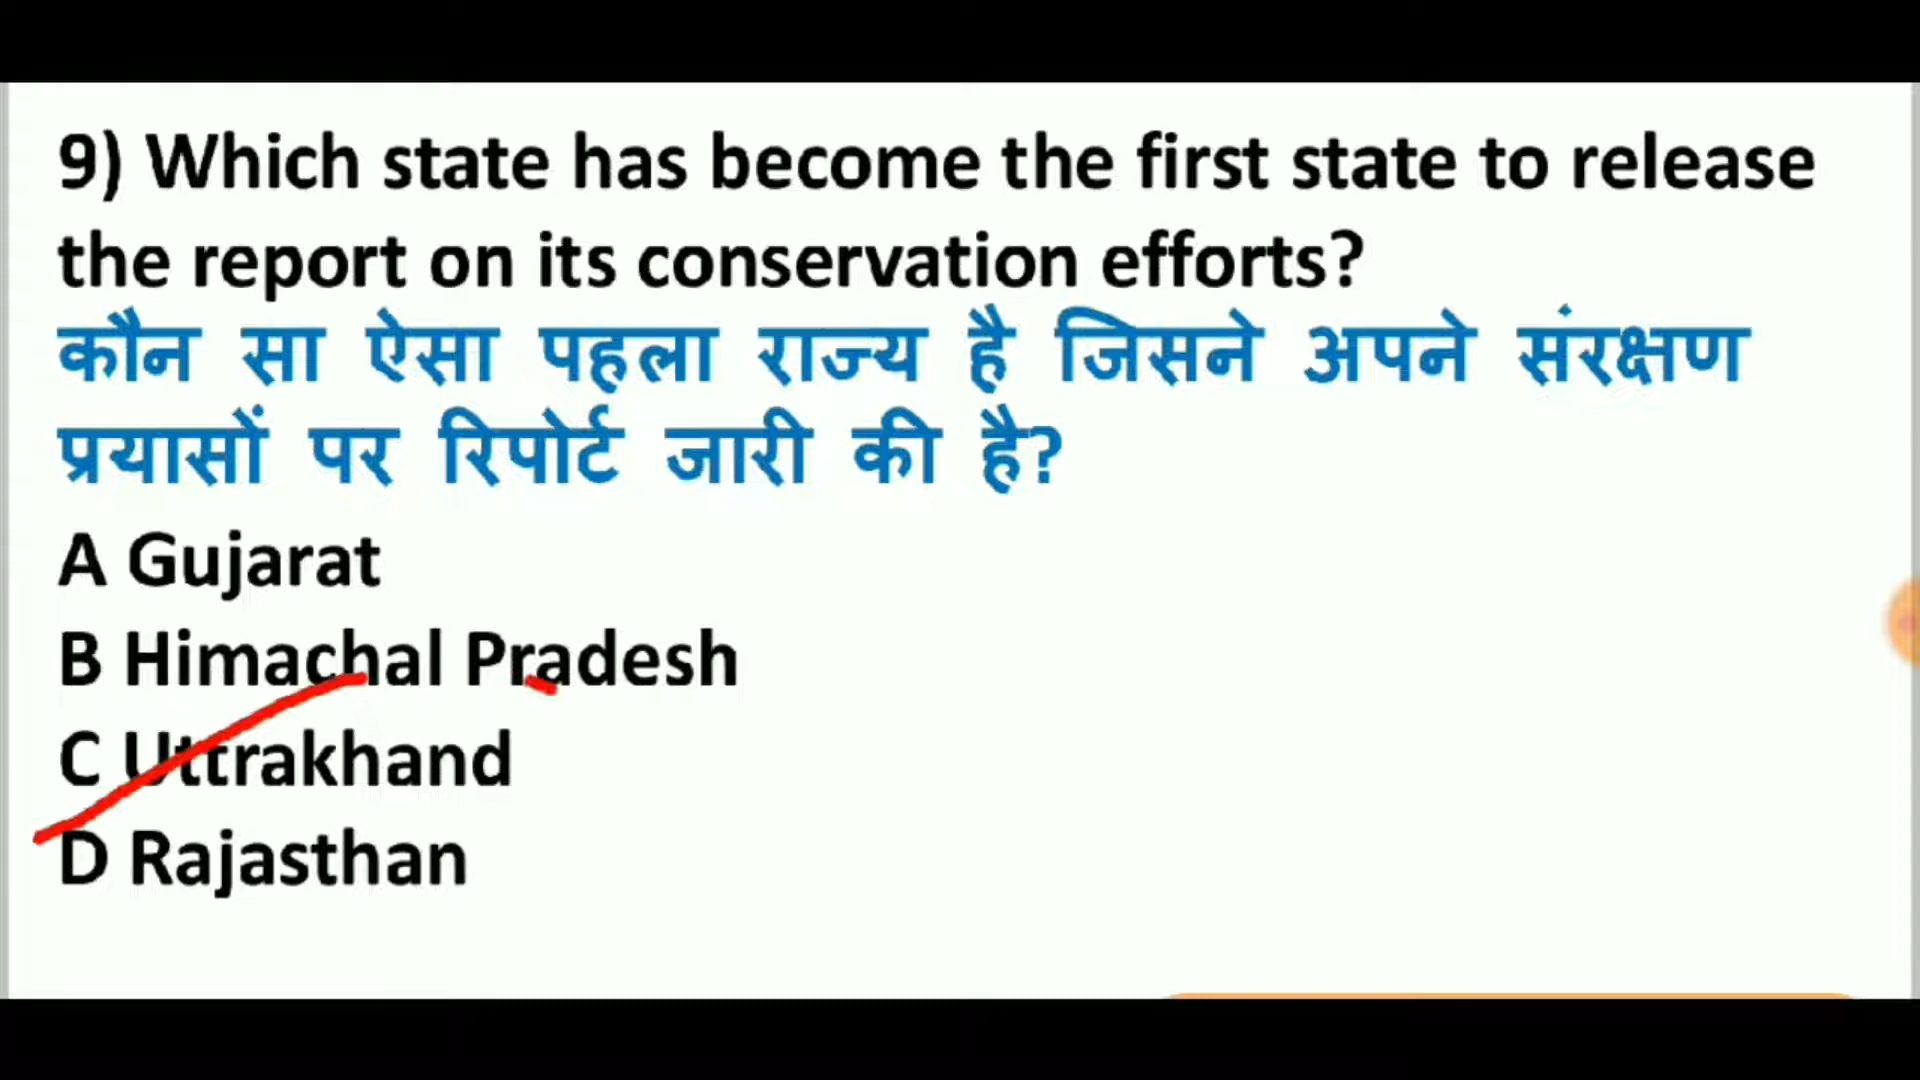 9) Which state has become the first state to release
the report on its conservation efforts?
कौन सा ऐसा पहला राज्य है जिसने अपने संरक्षण
प्रयासों पर रिपोर्ट जारी की है?
A Gujarat
B Himachal Pradesh
C Uttrakhand
D Rajasthan